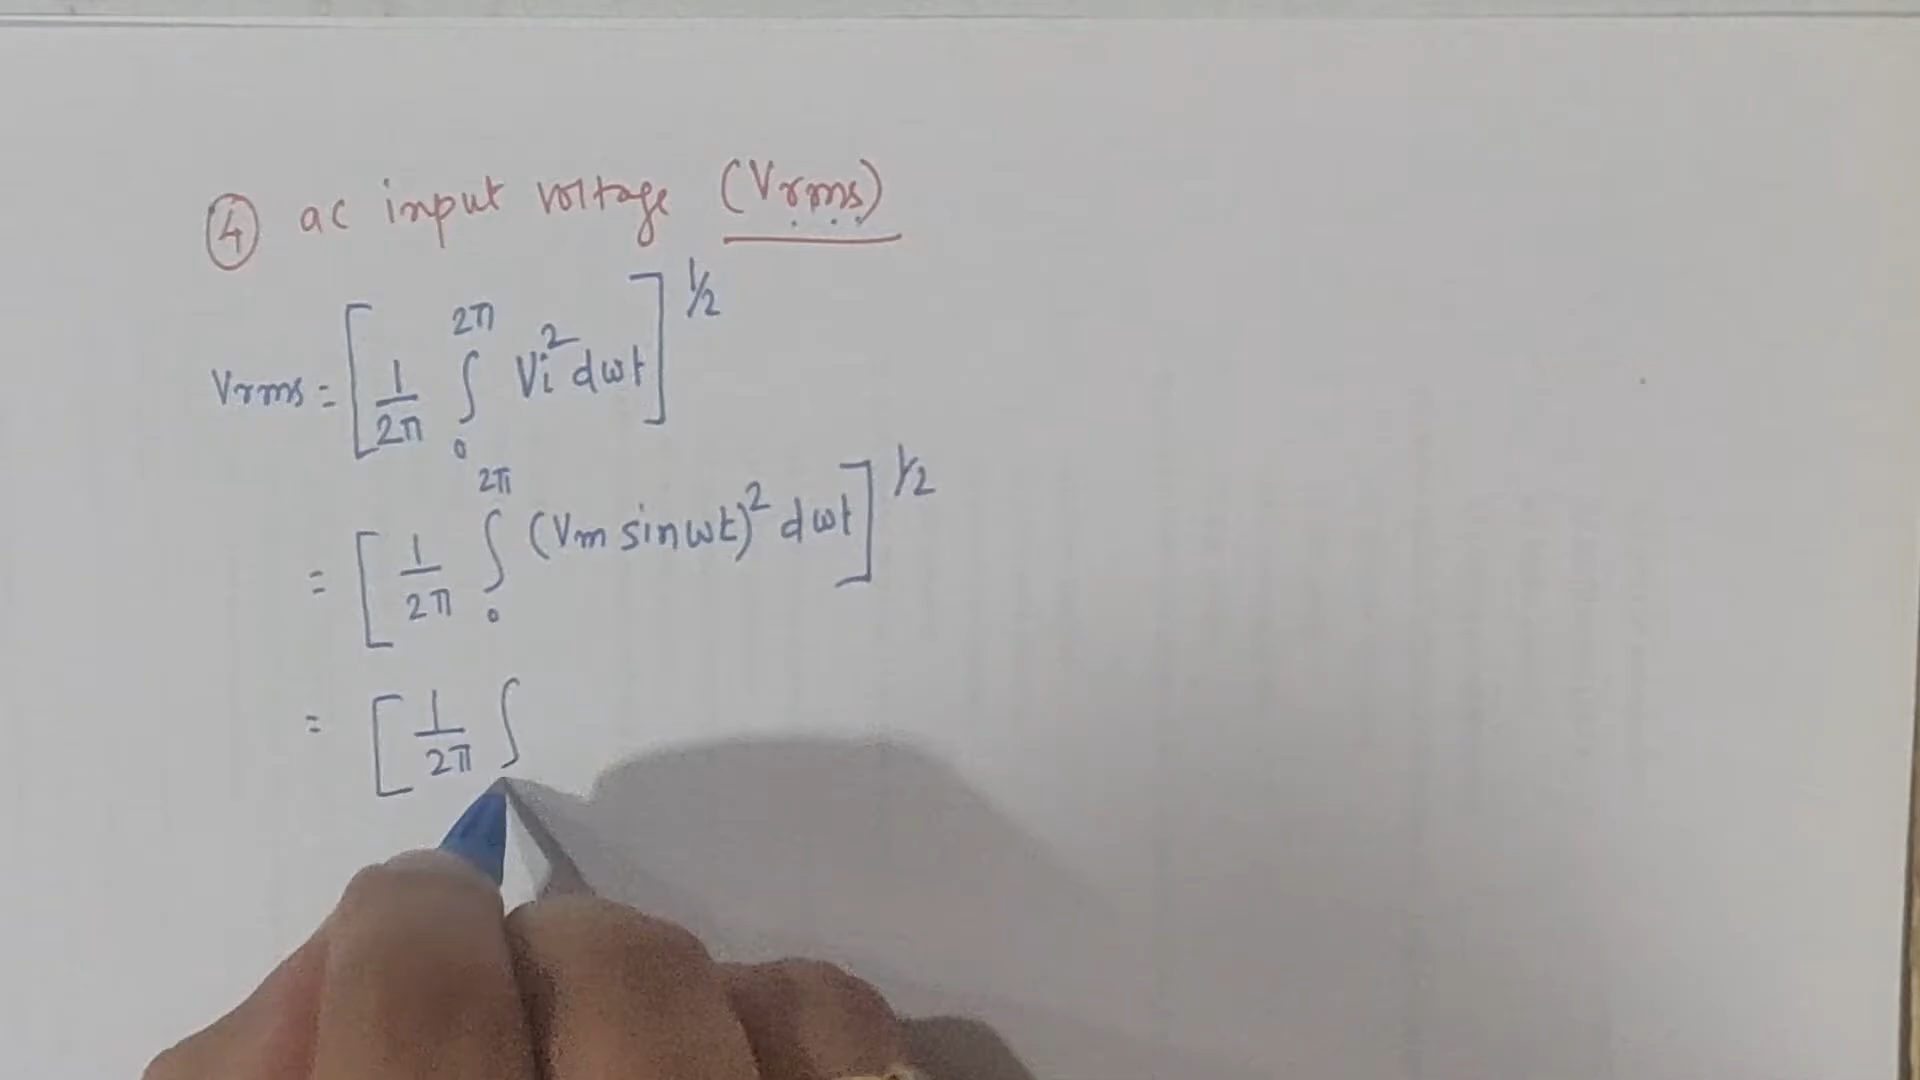 ④ ac input voltage (Vrms)
Vrms = [1/2π ∫₀^2π Vi² dωt]^1/2
= [1/2π ∫₀^2π (Vm sinωt)² dωt]^1/2
= [1/2π ∫